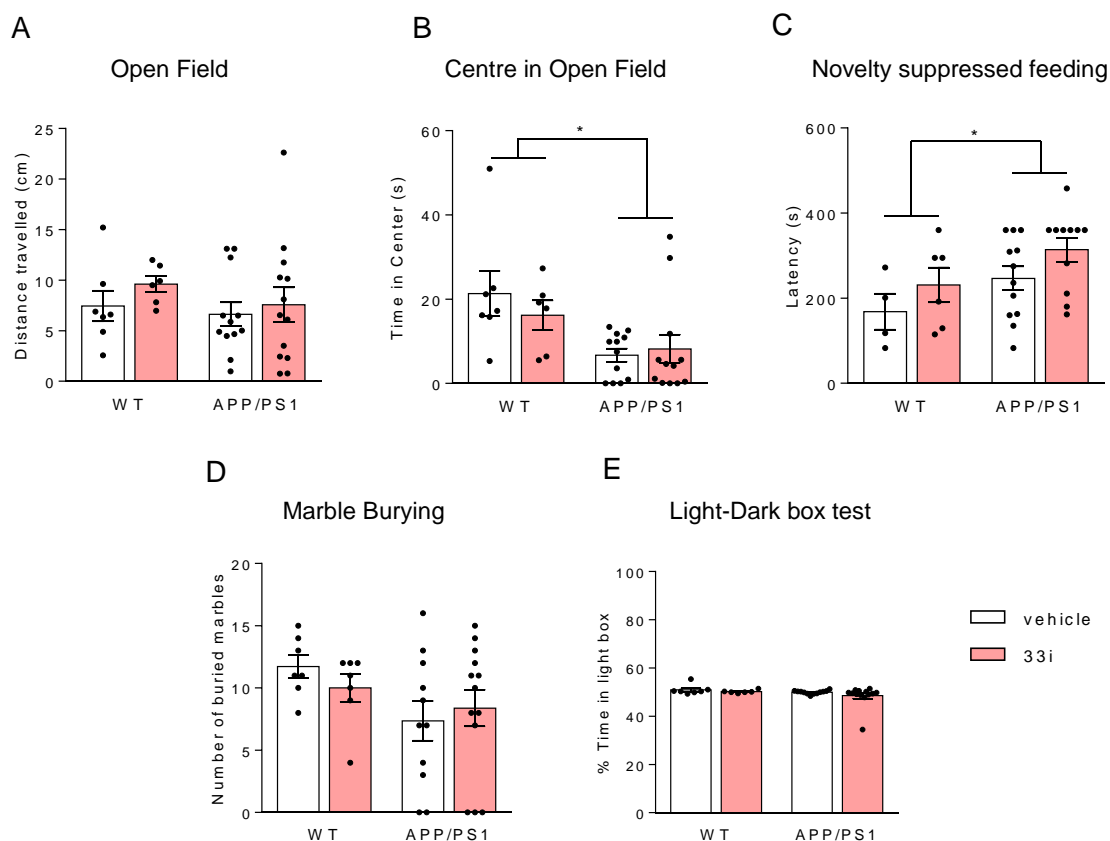 A
Open Field
Distance travelled (cm)
25
20
15
10
5
0
WT
APP/PS1
B
Centre in Open Field
Time in Center (s)
60
40
20
0
*
WT
APP/PS1
C
Novelty suppressed feeding
Latency (s)
600
400
200
0
*
WT
APP/PS1
D
Marble Burying
Number of buried marbles
20
15
10
5
0
WT
APP/PS1
E
Light-Dark box test
% Time in light box
100
80
60
40
20
0
WT
APP/PS1
vehicle
33i